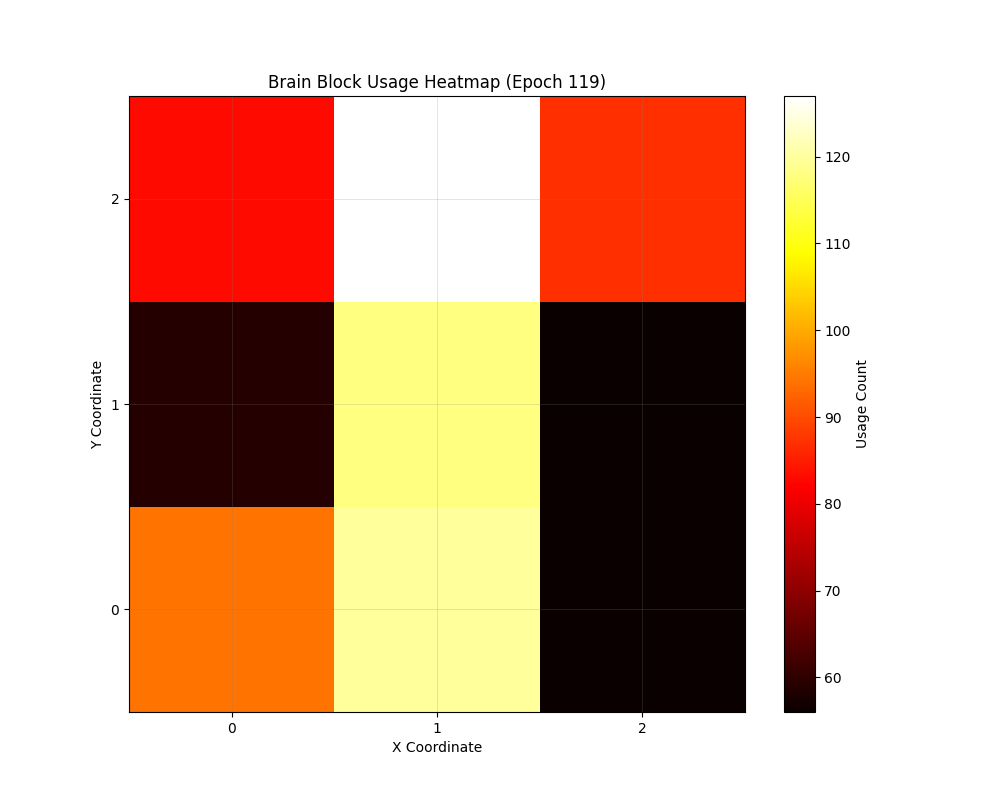 Brain Block Usage Heatmap (Epoch 119)
2
1
0
Y Coordinate
0 1 2
X Coordinate
120
110
100
90
80
70
60
Usage Count